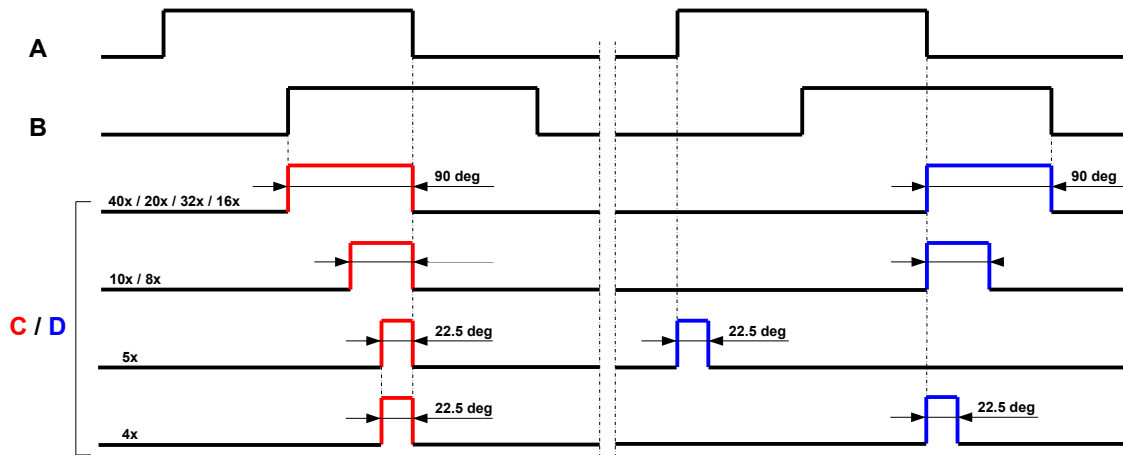 A
B
90 deg
90 deg
40x / 20x / 32x / 16x
10x / 8x
C / D
22.5 deg
22.5 deg
5x
22.5 deg
22.5 deg
4x